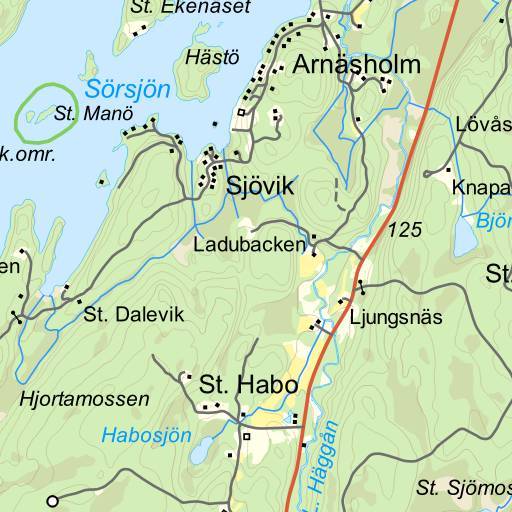 St. Ekenäset
Hästö
Arnäsholm
Sörsjön
St. Manö
Lövås
k.omr.
Sjövik
Knapa
125
Björ
Ladubacken
en
St.
St. Dalevik
Ljungsnäs
St. Habo
Hjortamossen
Habosjön
L. Häggån
St. Sjömos